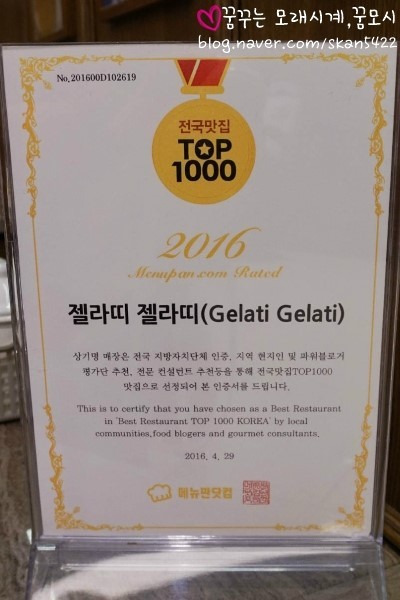 꿈꾸는 모래시계,꿈모시
blog.naver.com/skan5422
No.201600D102619
전국맛집
TOP
1000
2016
Menupan.com Rated
젤라띠 젤라띠(Gelati Gelati)
상기명 매장은 전국 지방자치단체 인증, 지역 현지인 및 파워블로거
평가단 추천, 전문 컨설턴트 추천등을 통해 전국맛집TOP1000
맛집으로 선정되어 본 인증서를 드립니다.
This is to certify that you have chosen as a Best Restaurant
in 'Best Restaurant TOP 1000 KOREA' by local
communities,food blogers and gourmet consultants.
2016. 4. 29
메뉴판닷컴